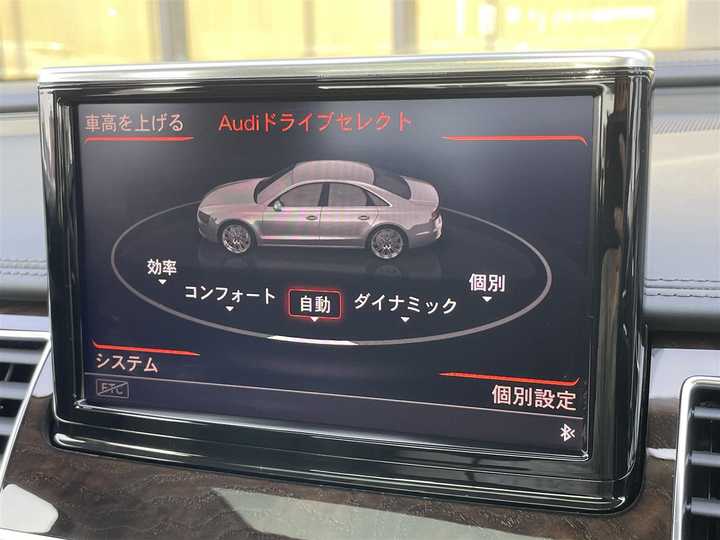 車高を上げる
Audiドライブセレクト
効率
コンフォート
自動
ダイナミック
個別
システム
個別設定
ETC